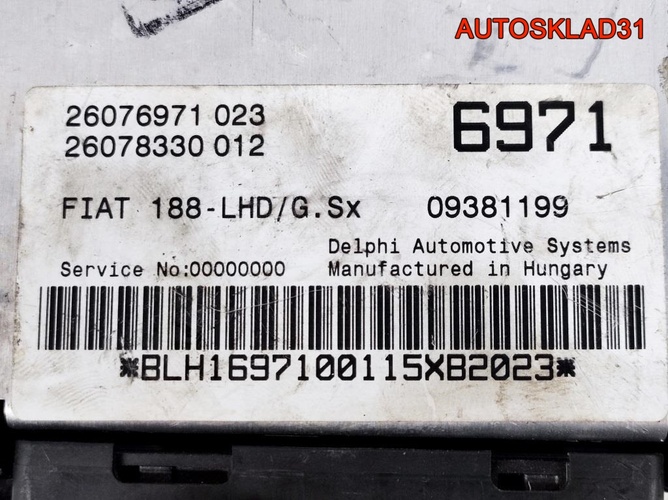 AUTOSKLAD31
26076971 023 6971
26078330 012
FIAT 188-LHD/G.Sx 09381199
Delphi Automotive Systems
Service No:00000000 Manufactured in Hungary
*BLH1697100115XB2023*